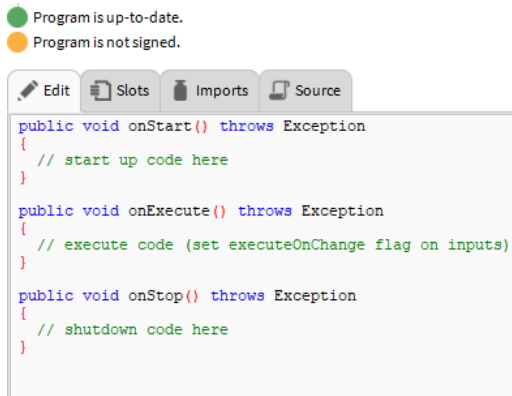 Program is up-to-date.
Program is not signed.
Edit Slots Imports Source
public void onStart() throws Exception
{
// start up code here
}
public void onExecute() throws Exception
{
// execute code (set executeOnChange flag on inputs)
}
public void onStop() throws Exception
{
// shutdown code here
}